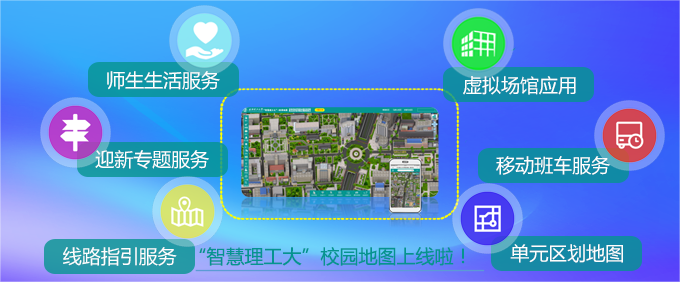 师生生活服务
虚拟场馆应用
迎新专题服务
移动班车服务
线路指引服务
“智慧理工大”校园地图上线啦！
单元区划地图